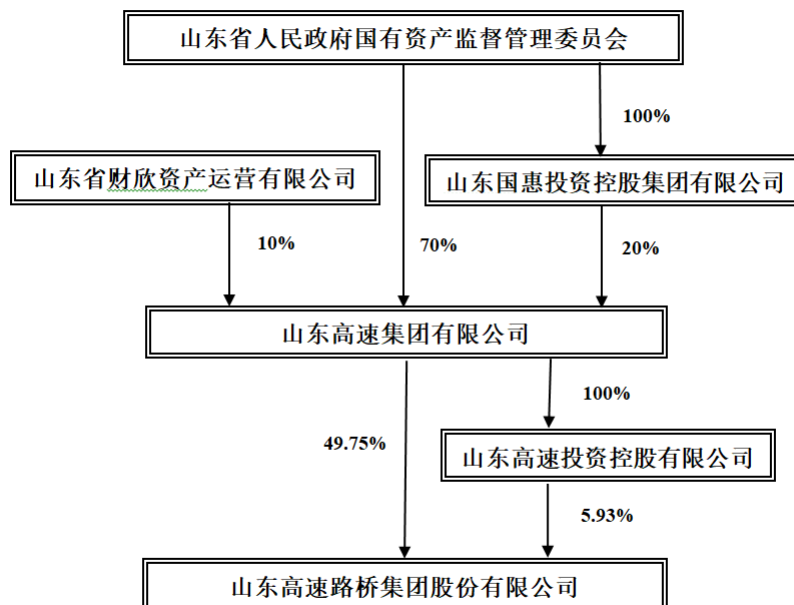 山东省人民政府国有资产监督管理委员会
100%
山东省财欣资产运营有限公司
山东国惠投资控股集团有限公司
10%
70%
20%
山东高速集团有限公司
100%
49.75%
山东高速投资控股有限公司
5.93%
山东高速路桥集团股份有限公司